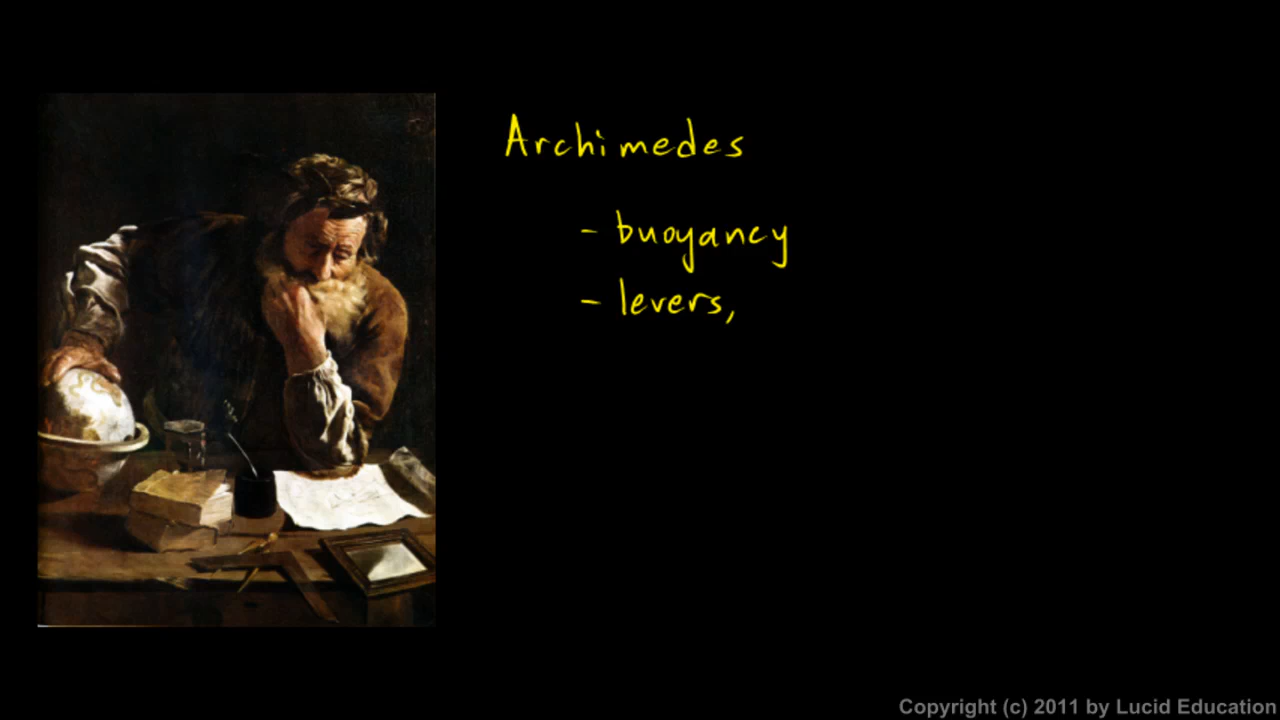 Archimedes
- buoyancy
- levers,
Copyright (c) 2011 by Lucid Education